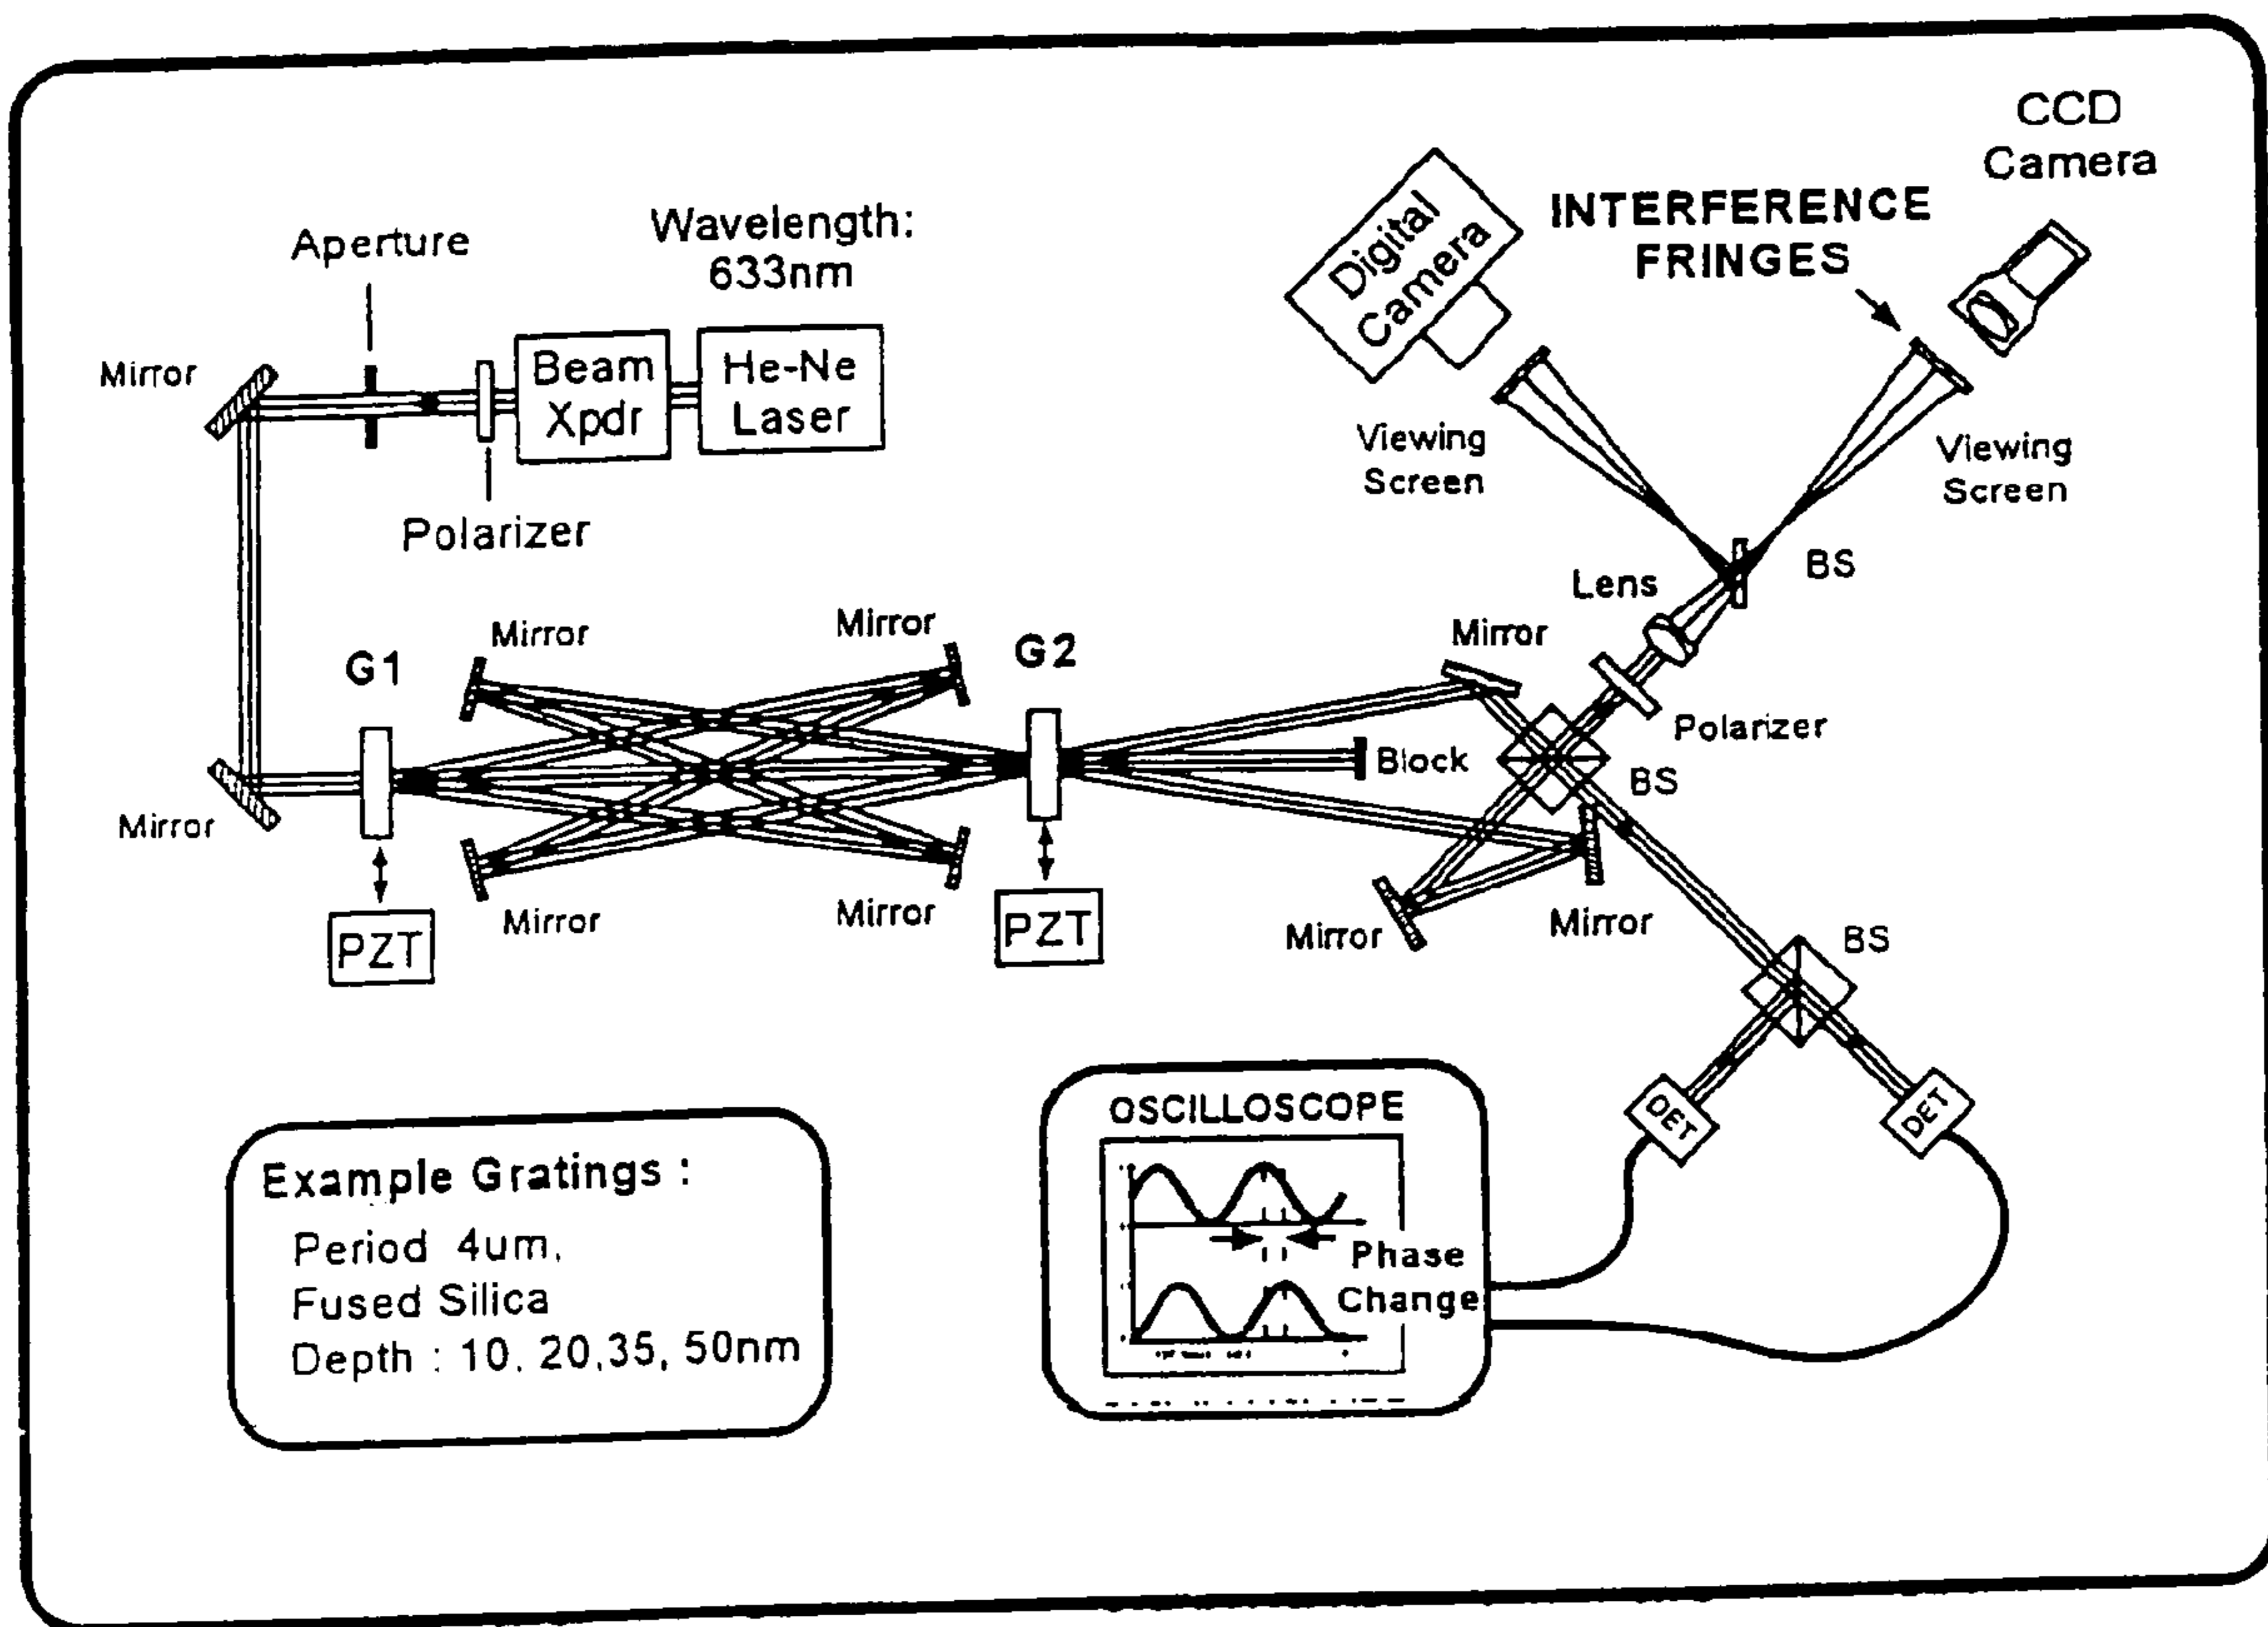 CCD
Camera
INTERFERENCE
FRINGES
Digital
Camera
Wavelength:
633nm
Aperture
Mirror
Beam
Xpdr
He-Ne
Laser
Polarizer
Viewing
Screen
Viewing
Screen
BS
Lens
Mirror
Mirror
Mirror
G1
G2
Polarizer
Block
BS
Mirror
Mirror
Mirror
Mirror
Mirror
PZT
PZT
BS
DET
DET
OSCILLOSCOPE
Phase
Change
Example Gratings :
Period 4um,
Fused Silica
Depth : 10, 20,35, 50nm